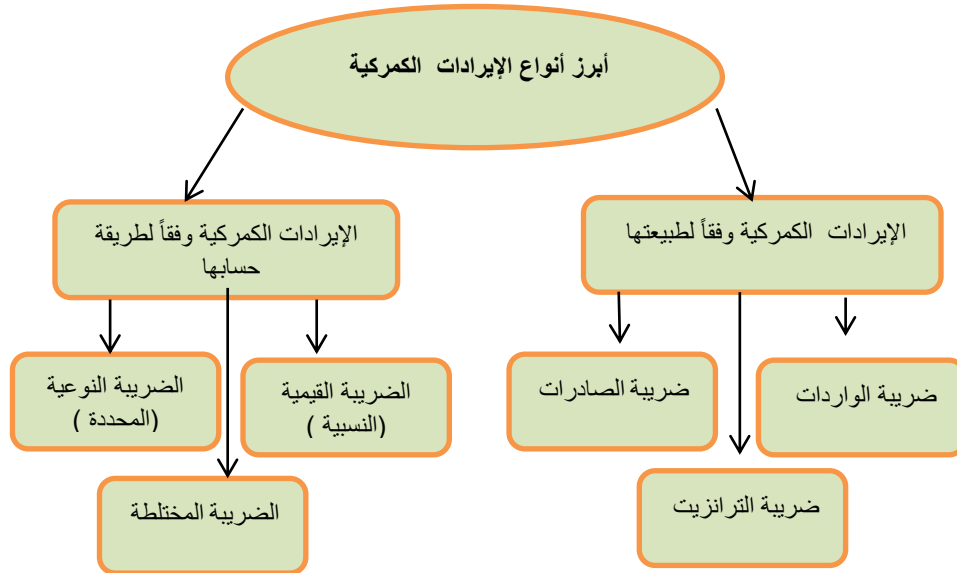 أبرز أنواع الإيرادات الكمركية
الإيرادات الكمركية وفقاً لطبيعتها
الإيرادات الكمركية وفقاً لطريقة
حسابها
ضريبة الواردات
ضريبة الصادرات
الضريبة القيمية
(النسبية )
الضريبة النوعية
(المحددة )
ضريبة الترانزيت
الضريبة المختلطة